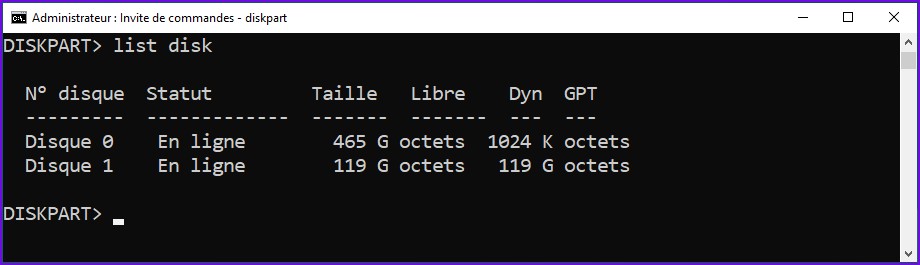 Administrateur : Invite de commandes - diskpart
DISKPART> list disk
N° disque  Statut         Taille   Libre    Dyn  GPT
---------  -------------  -------  -------  ---  ---
Disque 0    En ligne        465 G octets  1024 K octets
Disque 1    En ligne        119 G octets   119 G octets
DISKPART>